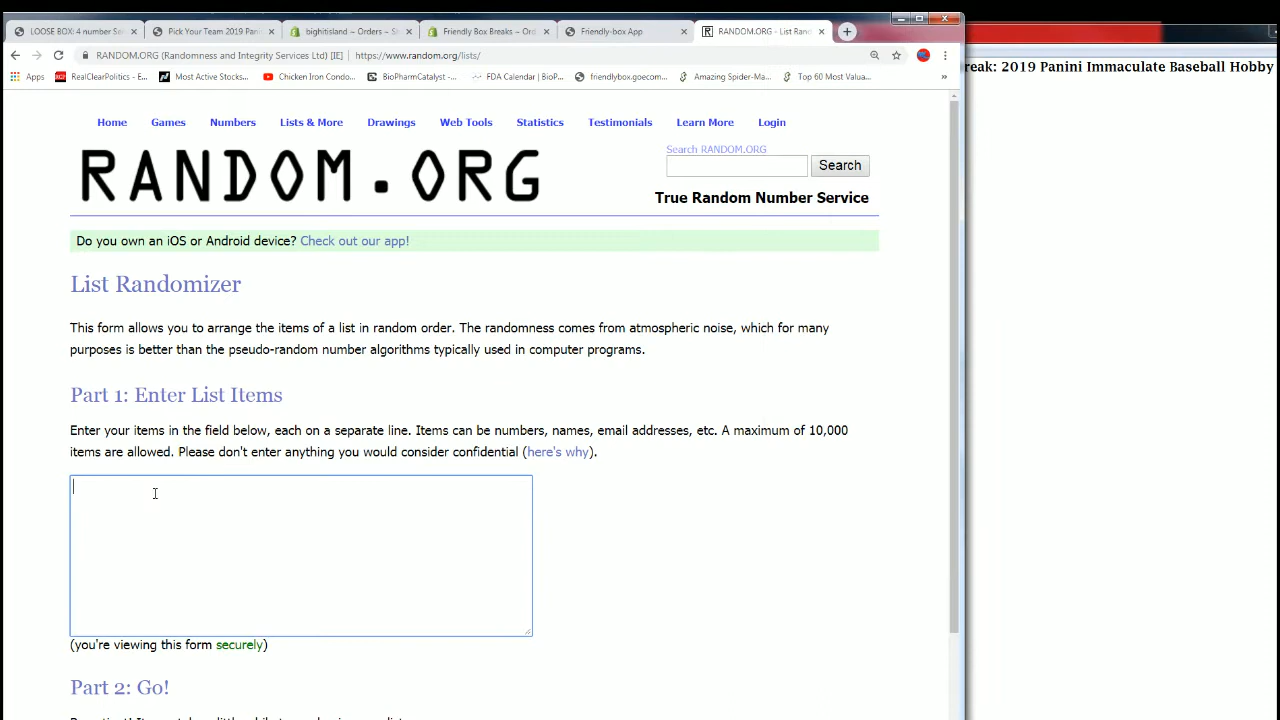 LOOSE BOX: 4 number Se
Pick Your Team 2019 Pan
bighitisland ~ Orders ~ S
Friendly Box Breaks ~ Or
Friendly-box App
RANDOM.ORG - List Ran
RANDOM.ORG (Randomness and Integrity Services Ltd) [IE] | https://www.random.org/lists/
Apps
RealClearPolitics - E...
Most Active Stocks...
Chicken Iron Condo...
BioPharmCatalyst -...
FDA Calendar | BioP...
friendlybox.goecom...
Amazing Spider-Ma...
Top 60 Most Valua...
»
reak: 2019 Panini Immaculate Baseball Hobby
Home Games Numbers Lists & More Drawings Web Tools Statistics Testimonials Learn More Login
RANDOM.ORG
Search RANDOM.ORG
Search
True Random Number Service
Do you own an iOS or Android device? Check out our app!
List Randomizer
This form allows you to arrange the items of a list in random order. The randomness comes from atmospheric noise, which for many
purposes is better than the pseudo-random number algorithms typically used in computer programs.
Part 1: Enter List Items
Enter your items in the field below, each on a separate line. Items can be numbers, names, email addresses, etc. A maximum of 10,000
items are allowed. Please don't enter anything you would consider confidential (here's why).
(you're viewing this form securely)
Part 2: Go!